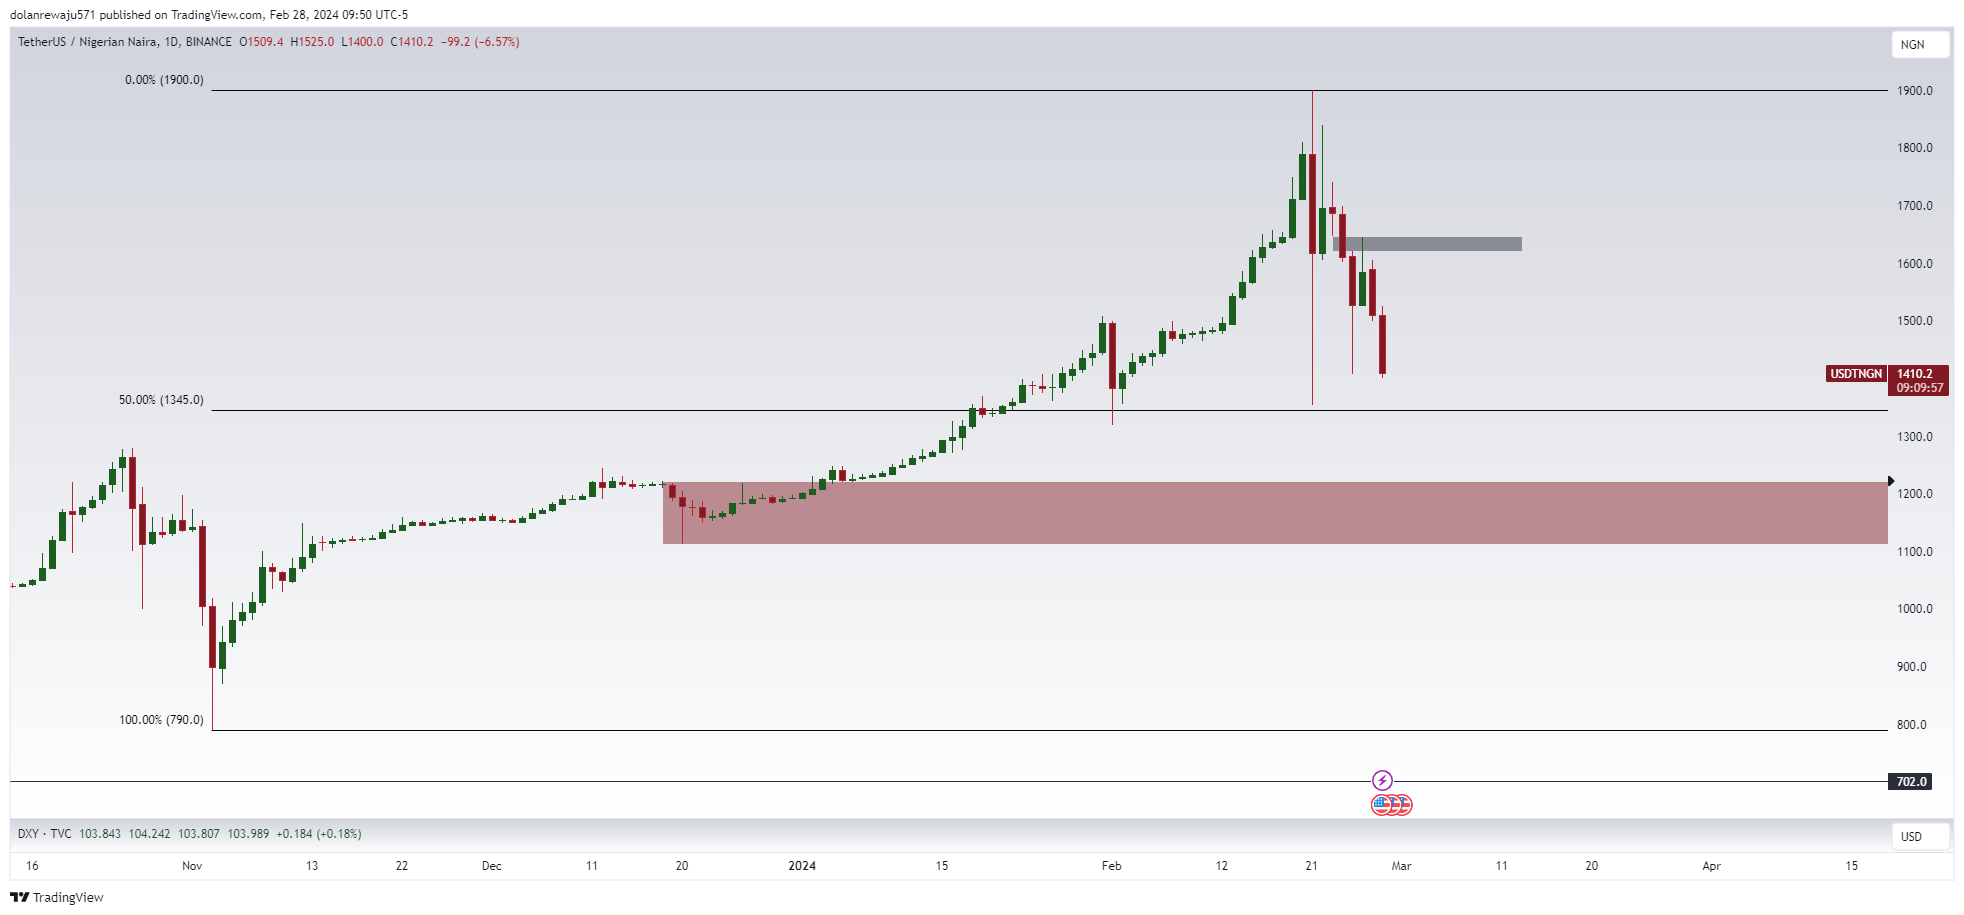 dolanrewaju571 published on TradingView.com, Feb 28, 2024 09:50 UTC-5
TetherUS / Nigerian Naira, 1D, BINANCE O1509.4 H1525.0 L1400.0 C1410.2 −99.2 (−6.57%)
NGN
0.00% (1900.0)
1900.0
1800.0
1700.0
1600.0
1500.0
USDTNGN 1410.2
09:09:57
50.00% (1345.0)
1300.0
1200.0
1100.0
1000.0
900.0
100.00% (790.0)
800.0
702.0
DXY · TVC 103.843 104.242 103.807 103.989 +0.184 (+0.18%)
USD
16 Nov 13 22 Dec 11 20 2024 15 Feb 12 21 Mar 11 20 Apr 15
TradingView